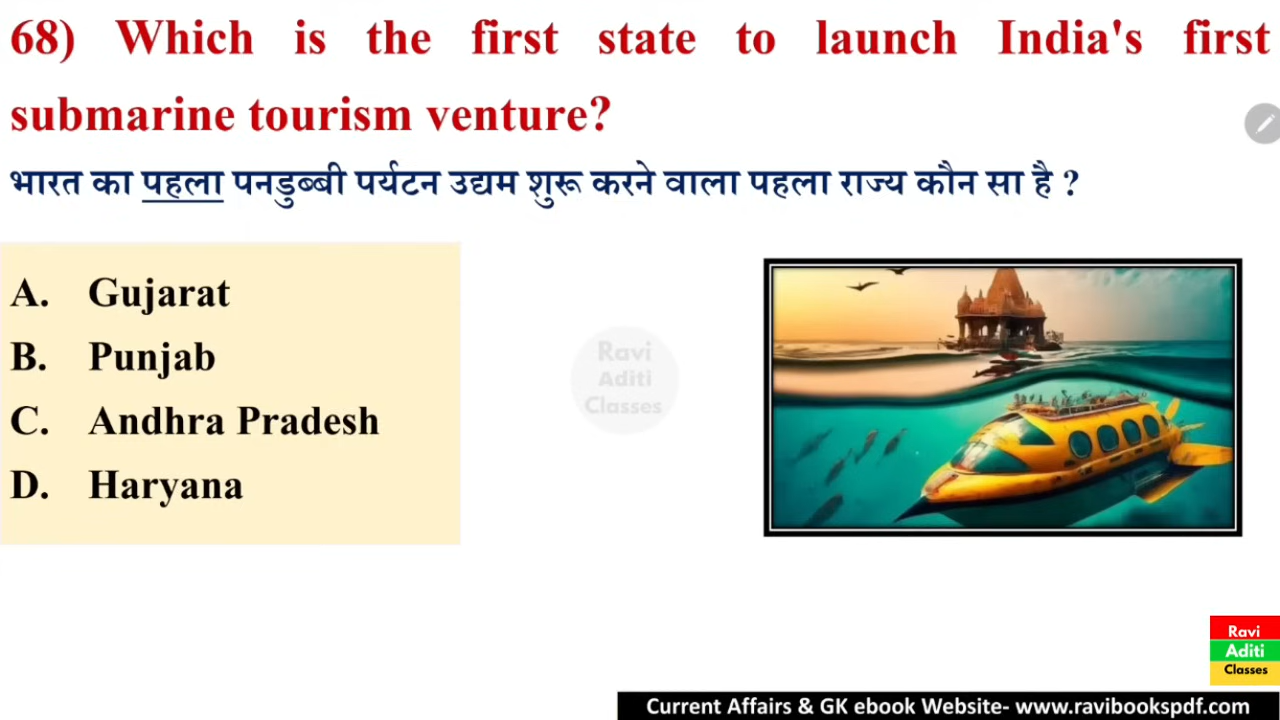 68) Which is the first state to launch India's first
submarine tourism venture?
भारत का पहला पनडुब्बी पर्यटन उद्यम शुरू करने वाला पहला राज्य कौन सा है ?
A. Gujarat
B. Punjab
C. Andhra Pradesh
D. Haryana
Ravi
Aditi
Classes
Ravi
Aditi
Classes
Current Affairs & GK ebook Website- www.ravibookspdf.com